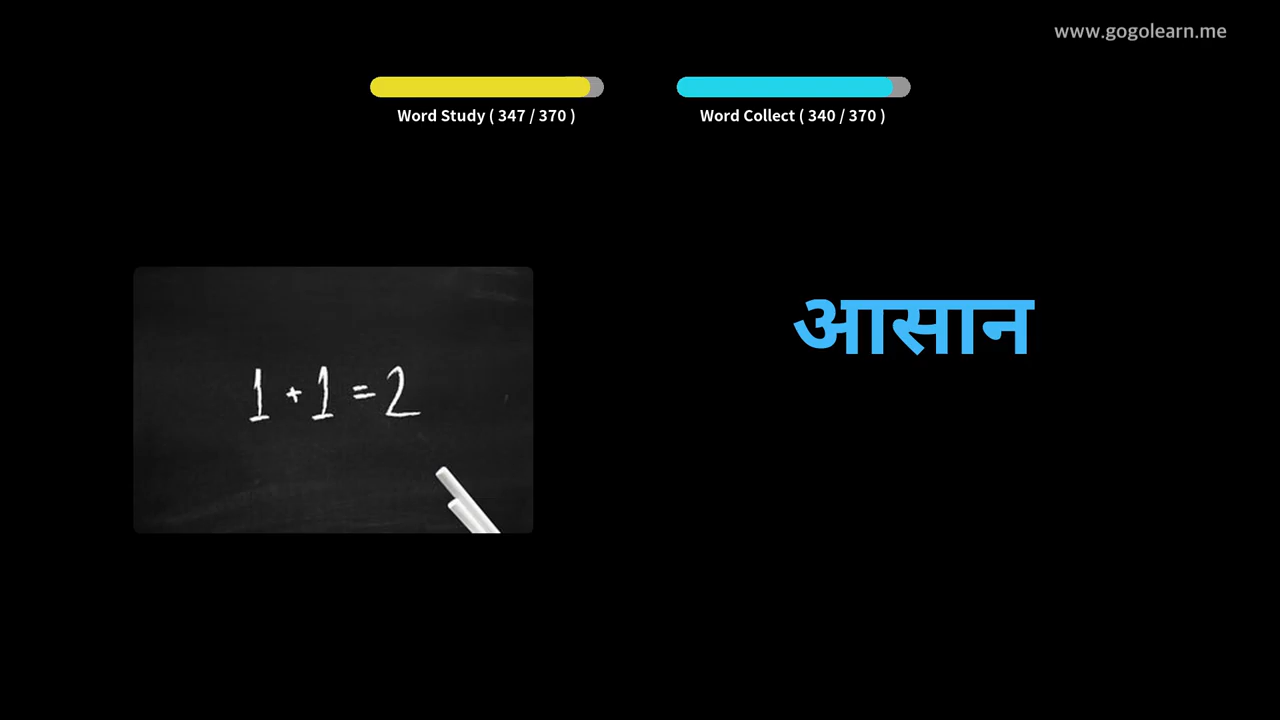 www.gogolearn.me
Word Study ( 347 / 370 )
Word Collect ( 340 / 370 )
आसान
1 + 1 = 2